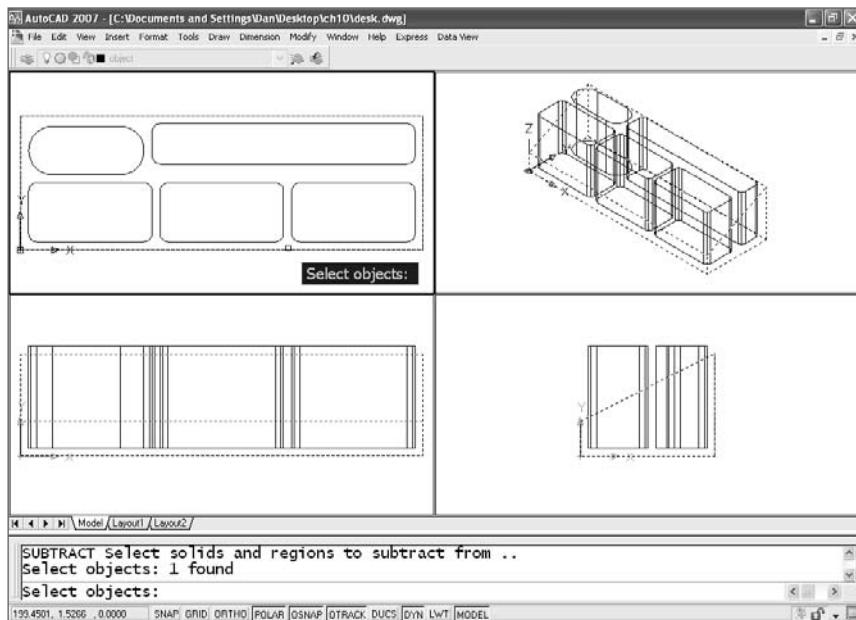 AutoCAD 2007 - [C:\Documents and Settings\Dan\Desktop\ch10\desk.dwg]
File Edit View Insert Format Tools Draw Dimension Modify Window Help Express Data View
object
Z
X
Y
X
Select objects:
Y
X
Y
X
Model Layout1 Layout2
SUBTRACT Select solids and regions to subtract from ..
Select objects: 1 found
Select objects:
199.4501, 1.5266 , 0.0000 SNAP GRID ORTHO POLAR OSNAP OTRACK DUCS DYN LWT MODEL